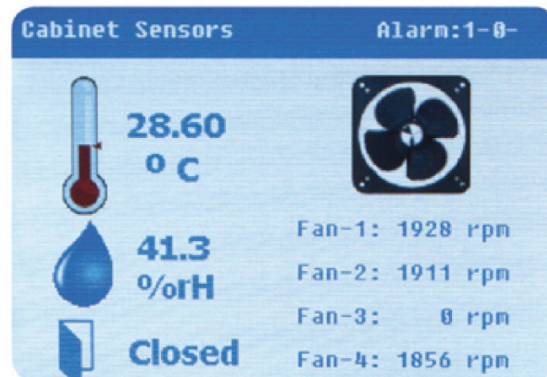 Cabinet Sensors Alarm:1-0-
28.60
° C
41.3
%rH
Closed
Fan-1: 1928 rpm
Fan-2: 1911 rpm
Fan-3: 0 rpm
Fan-4: 1856 rpm